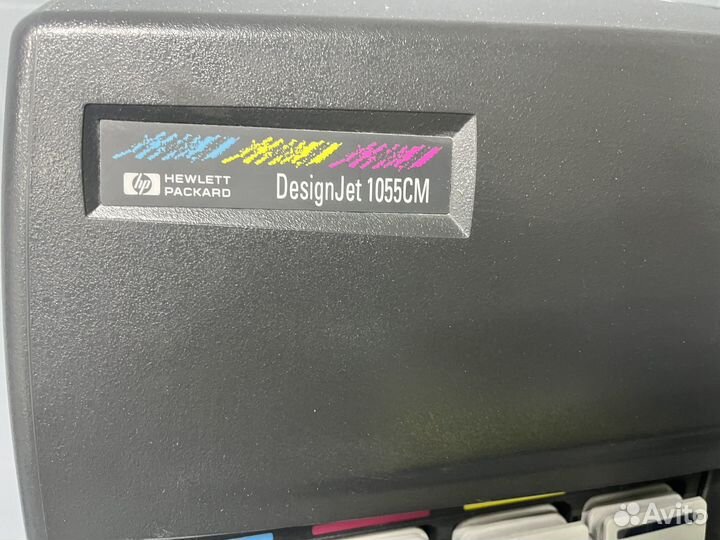 hp HEWLETT
PACKARD
DesignJet 1055CM
Avito